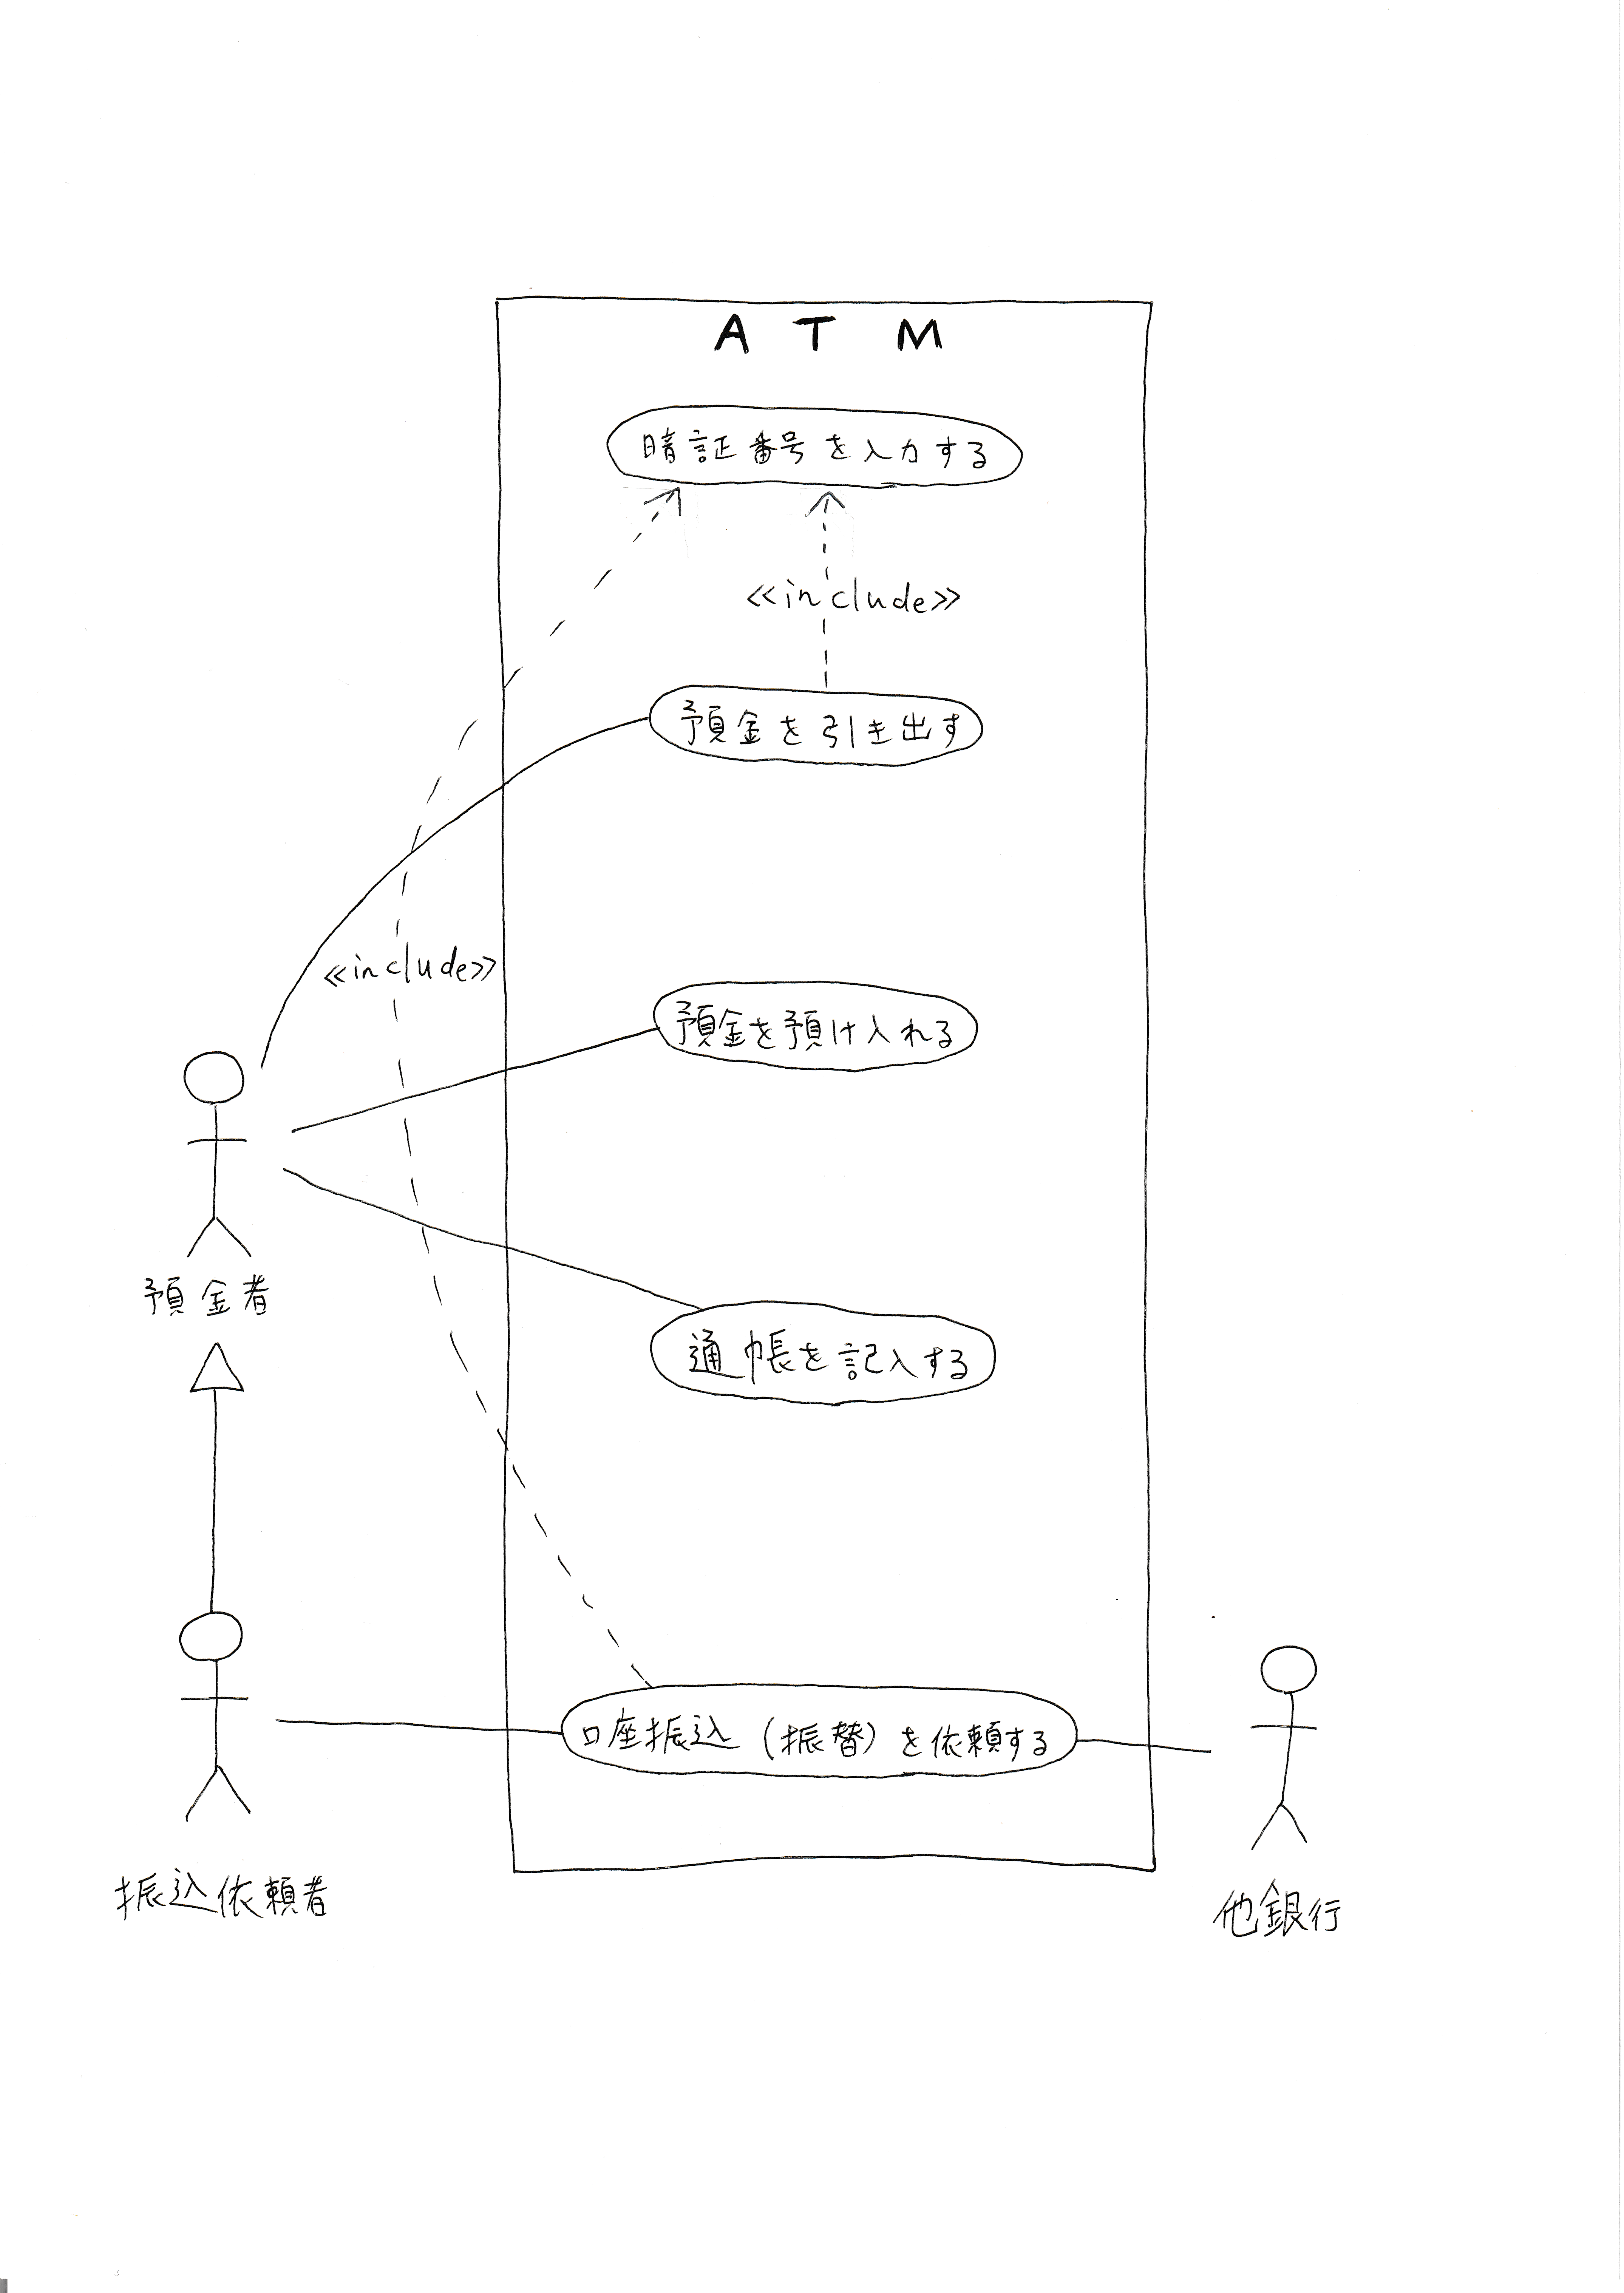 ATM
暗証番号を入力する
<<include>>
預金を引き出す
<<include>>
預金を預け入れる
預金者
通帳を記入する
口座振込(振替)を依頼する
振込依頼者
他銀行